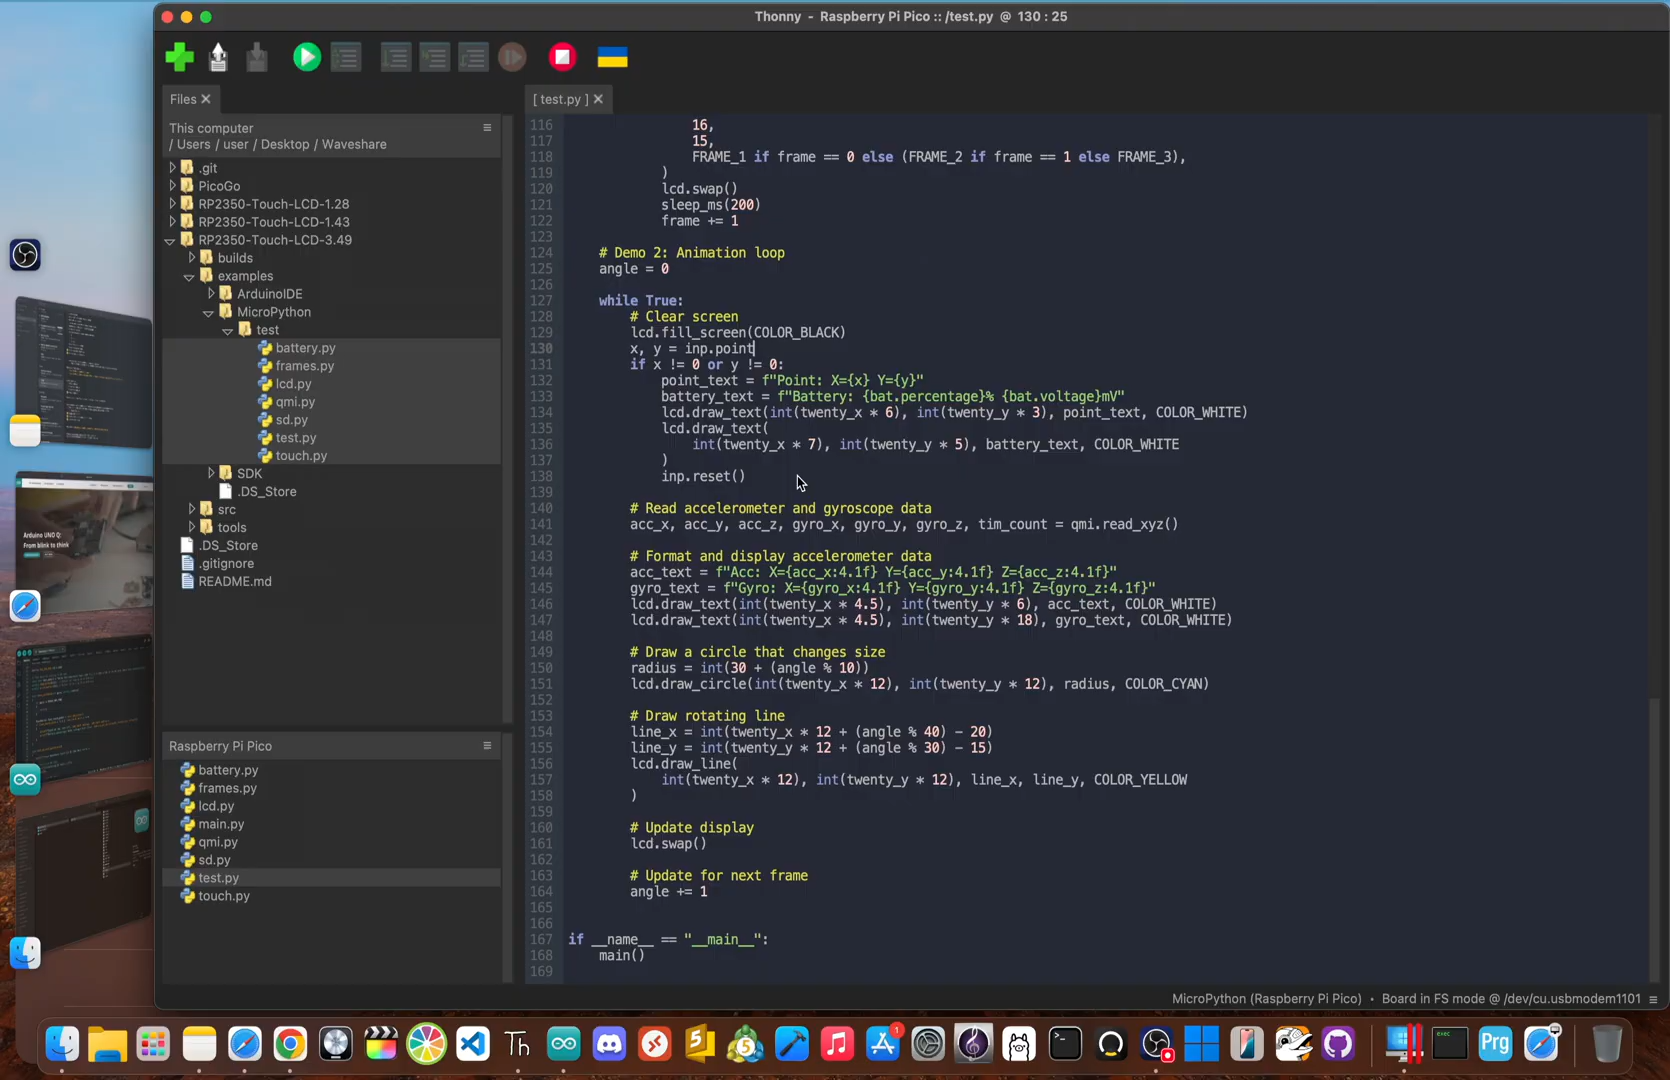 Thonny - Raspberry Pi Pico :: /test.py @ 130 : 25
Files
This computer
/ Users / user / Desktop / Waveshare
.git
PicoGo
RP2350-Touch-LCD-1.28
RP2350-Touch-LCD-1.43
RP2350-Touch-LCD-3.49
builds
examples
ArduinoIDE
MicroPython
test
battery.py
frames.py
lcd.py
qmi.py
sd.py
test.py
touch.py
SDK
.DS_Store
src
tools
.DS_Store
.gitignore
README.md
Raspberry Pi Pico
battery.py
frames.py
lcd.py
main.py
qmi.py
sd.py
test.py
touch.py
[ test.py ]
116 16,
117 15,
118 FRAME_1 if frame == 0 else (FRAME_2 if frame == 1 else FRAME_3),
119 )
120 lcd.swap()
121 sleep_ms(200)
122 frame += 1
123
124 # Demo 2: Animation loop
125 angle = 0
126
127 while True:
128 # Clear screen
129 lcd.fill_screen(COLOR_BLACK)
130 x, y = inp.point
131 if x != 0 or y != 0:
132 point_text = f"Point: X={x} Y={y}"
133 battery_text = f"Battery: {bat.percentage}% {bat.voltage}mV"
134 lcd.draw_text(int(twenty_x * 6), int(twenty_y * 3), point_text, COLOR_WHITE)
135 lcd.draw_text(
136 int(twenty_x * 7), int(twenty_y * 5), battery_text, COLOR_WHITE
137 )
138 inp.reset()
139
140 # Read accelerometer and gyroscope data
141 acc_x, acc_y, acc_z, gyro_x, gyro_y, gyro_z, tim_count = qmi.read_xyz()
142
143 # Format and display accelerometer data
144 acc_text = f"Acc: X={acc_x:4.1f} Y={acc_y:4.1f} Z={acc_z:4.1f}"
145 gyro_text = f"Gyro: X={gyro_x:4.1f} Y={gyro_y:4.1f} Z={gyro_z:4.1f}"
146 lcd.draw_text(int(twenty_x * 4.5), int(twenty_y * 6), acc_text, COLOR_WHITE)
147 lcd.draw_text(int(twenty_x * 4.5), int(twenty_y * 18), gyro_text, COLOR_WHITE)
148
149 # Draw a circle that changes size
150 radius = int(30 + (angle % 10))
151 lcd.draw_circle(int(twenty_x * 12), int(twenty_y * 12), radius, COLOR_CYAN)
152
153 # Draw rotating line
154 line_x = int(twenty_x * 12 + (angle % 40) - 20)
155 line_y = int(twenty_y * 12 + (angle % 30) - 15)
156 lcd.draw_line(
157 int(twenty_x * 12), int(twenty_y * 12), line_x, line_y, COLOR_YELLOW
158 )
159
160 # Update display
161 lcd.swap()
162
163 # Update for next frame
164 angle += 1
165
166
167 if __name__ == "__main__":
168 main()
169
MicroPython (Raspberry Pi Pico) • Board in FS mode @ /dev/cu.usbmodem1101
Arduino UNO Q:
From blink to think
Th
5
5
1
EXEC
Prg